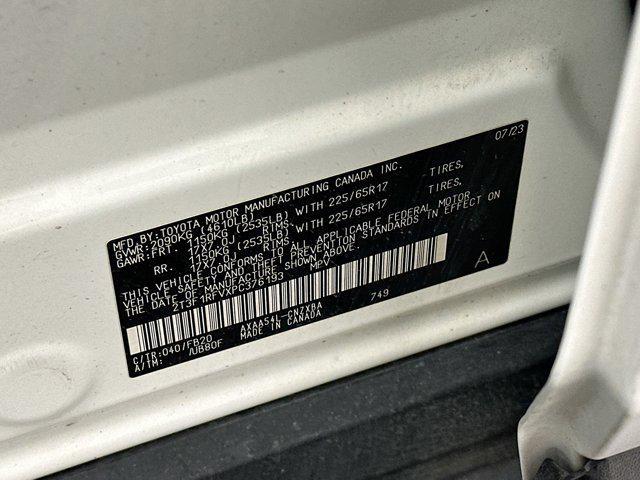 MFD.BY:TOYOTA MOTOR MANUFACTURING CANADA INC. 07/23
GVWR:2090KG (4610LB)
GAWR:FRT. 1150KG (2535LB) WITH 225/65R17 TIRES,
17X7.0J RIMS,
RR. 1150KG (2535LB) WITH 225/65R17 TIRES,
17X7.0J RIMS,
THIS VEHICLE CONFORMS TO ALL APPLICABLE FEDERAL MOTOR
VEHICLE SAFETY AND THEFT PREVENTION STANDARDS IN EFFECT ON
THE DATE OF MANUFACTURE SHOWN ABOVE.
2T3F1RFVXPC376193 MPV
A
749
C/TR:040/FB20 AXAA54L-CNZXBA
A/TM: /UB80F MADE IN CANADA